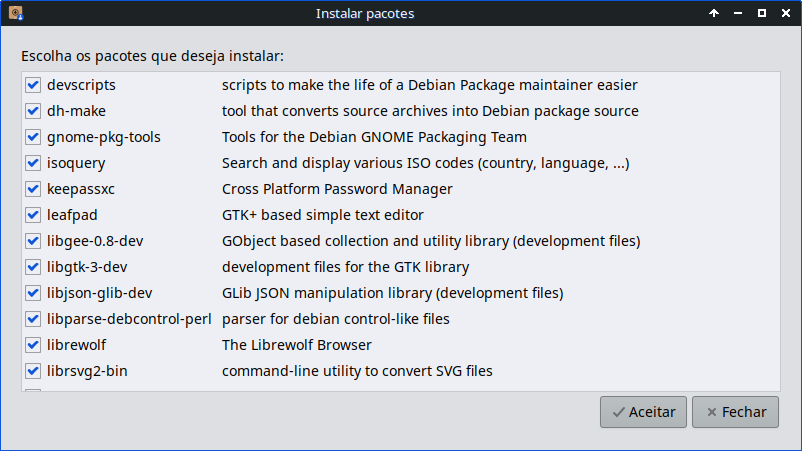 Instalar pacotes
Escolha os pacotes que deseja instalar:
devscripts scripts to make the life of a Debian Package maintainer easier
dh-make tool that converts source archives into Debian package source
gnome-pkg-tools Tools for the Debian GNOME Packaging Team
isoquery Search and display various ISO codes (country, language, ...)
keepassxc Cross Platform Password Manager
leafpad GTK+ based simple text editor
libgee-0.8-dev GObject based collection and utility library (development files)
libgtk-3-dev development files for the GTK library
libjson-glib-dev GLib JSON manipulation library (development files)
libparse-debcontrol-perl parser for debian control-like files
librewolf The Librewolf Browser
librsvg2-bin command-line utility to convert SVG files
Aceitar Fechar